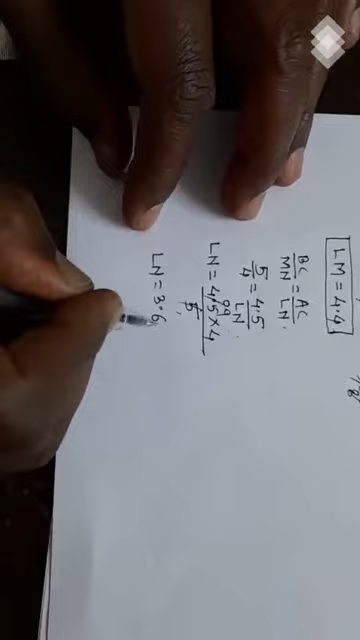 LM = 4.4
BC/MN = AC/LN.
5/4 = 4.5/LN.
LN = 4.5 × 4/5
09
LN = 3.6